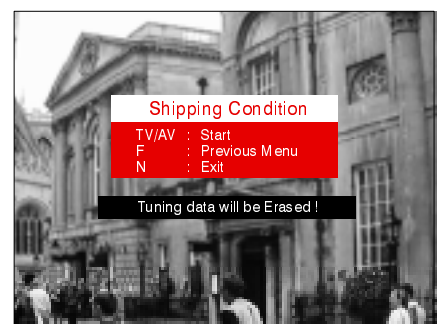 Shipping Condition
TV/AV : Start
F : Previous Menu
N : Exit
Tuning data will be Erased !